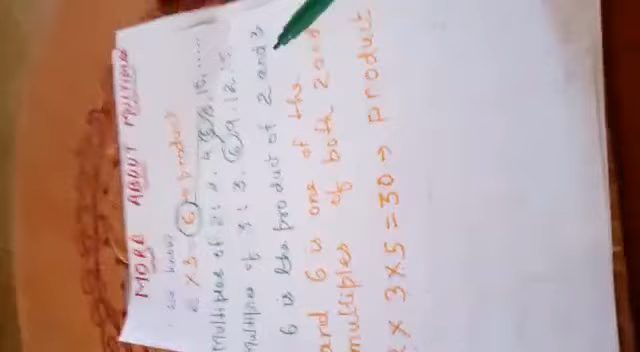 MORE ABOUT MULTIPLE
we know
2 × 3 = 6 → product
Multiples of 2 : 2, 4, 6, 8, 10, .....
Multiples of 3 : 3, 6, 9, 12, 15
6 is the product of 2 and 3
and 6 is one of the
multiples of both 2 and
× 3 × 5 = 30 → product